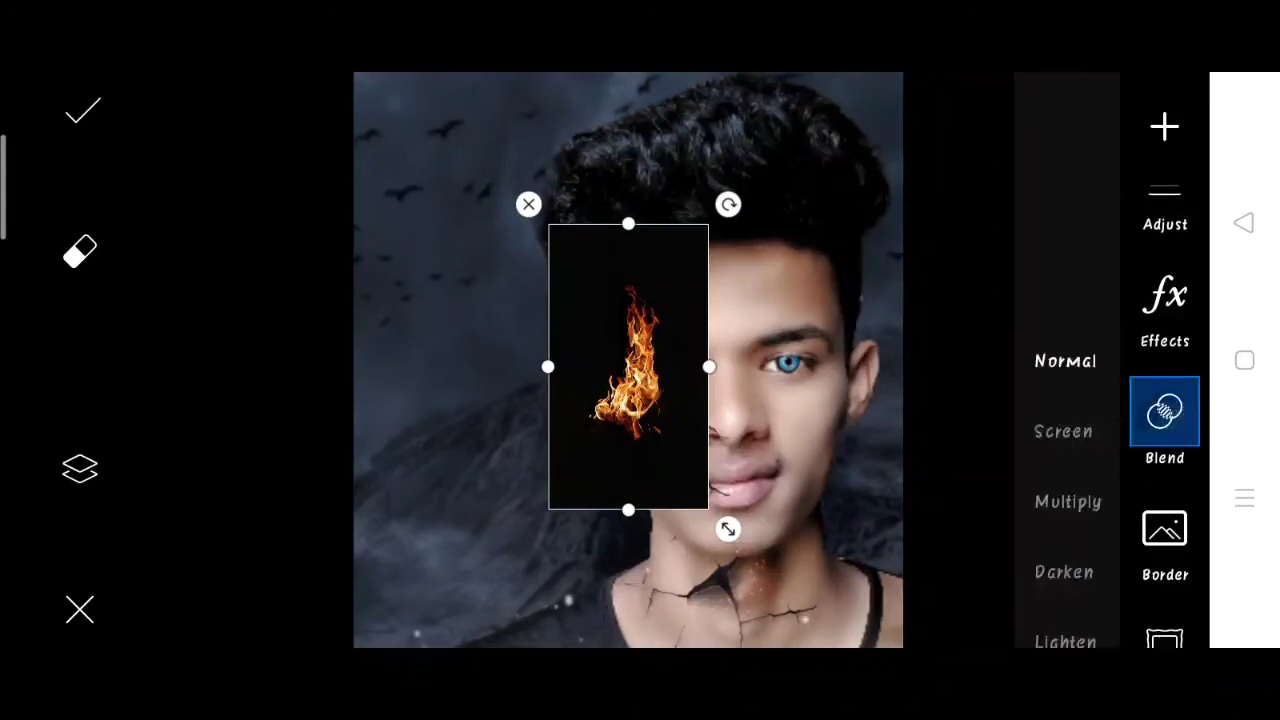 Adjust
fx
Effects
Normal
Screen
Blend
Multiply
Darken
Border
Lighten